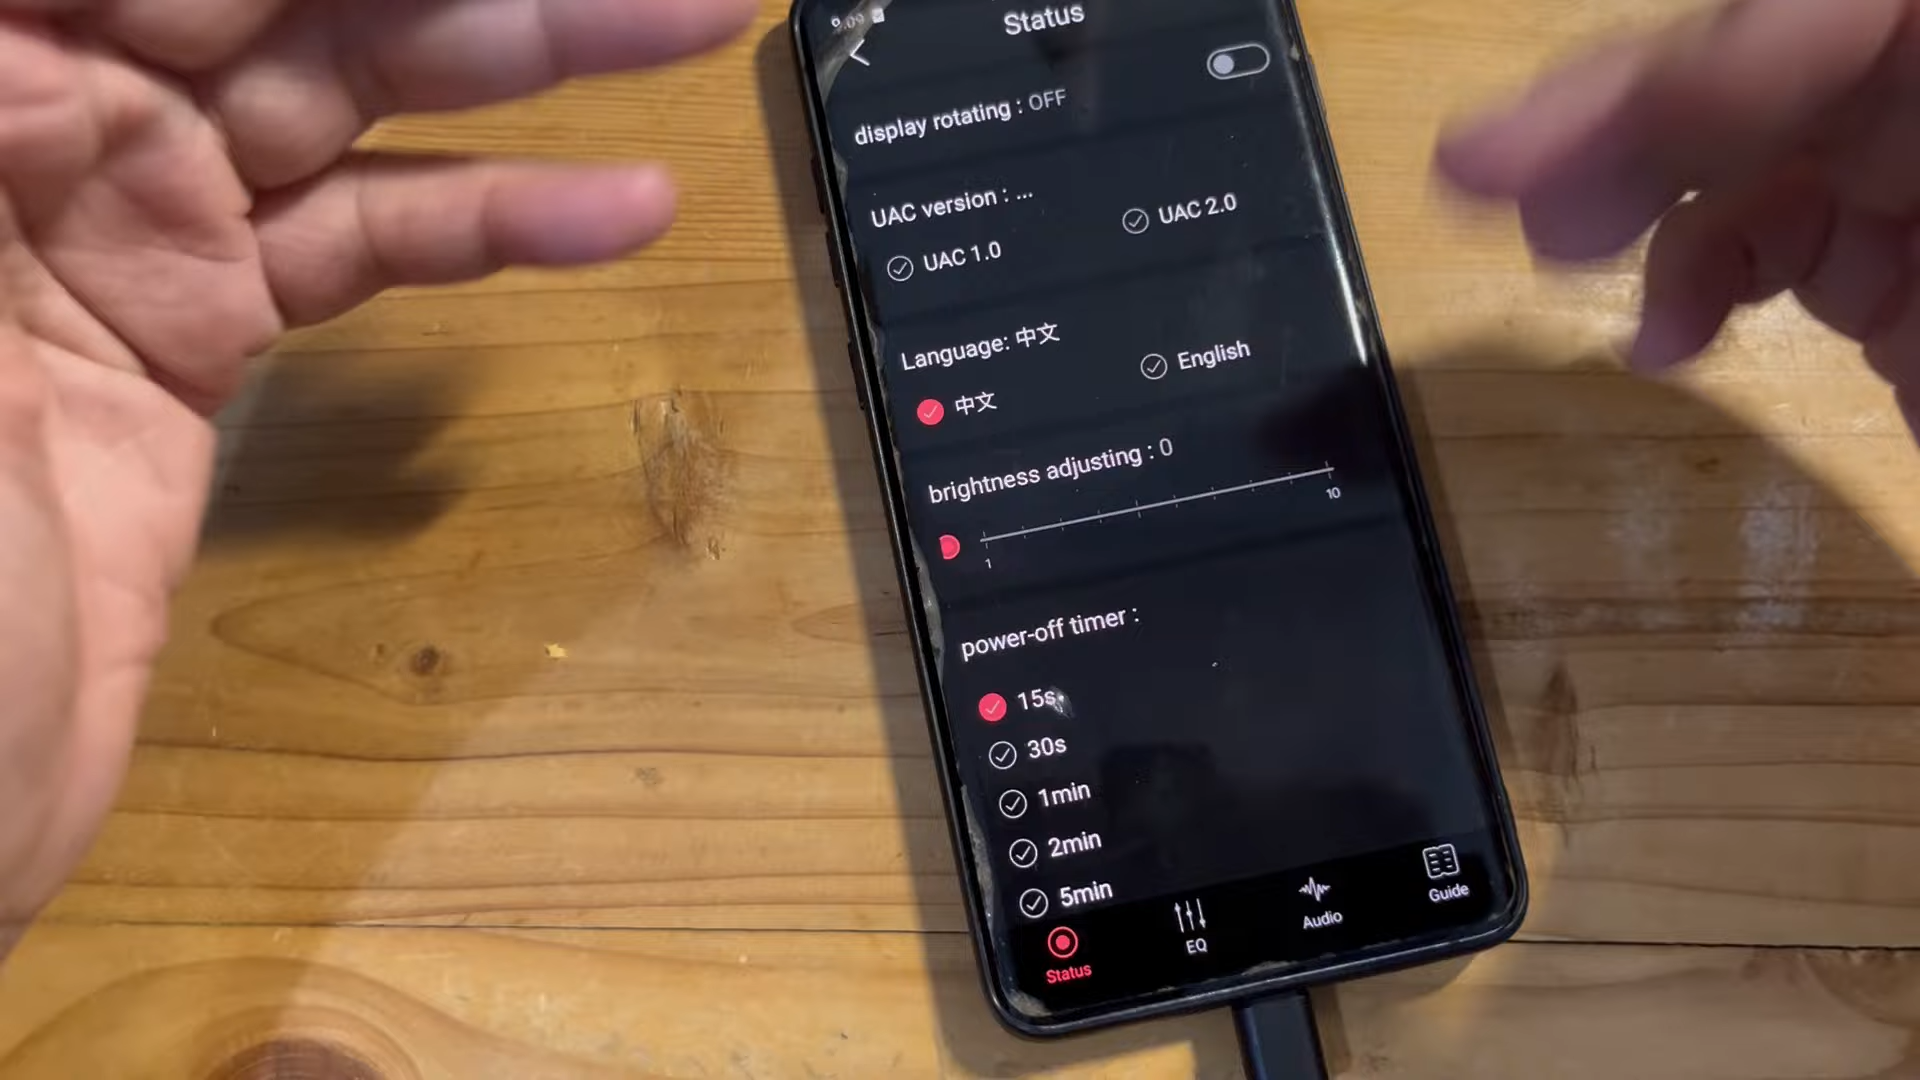 Status
display rotating : OFF
UAC version : ...
UAC 1.0
UAC 2.0
Language: 中文
中文
English
brightness adjusting : 0
1
10
power-off timer :
15s
30s
1min
2min
5min
Status
EQ
Audio
Guide